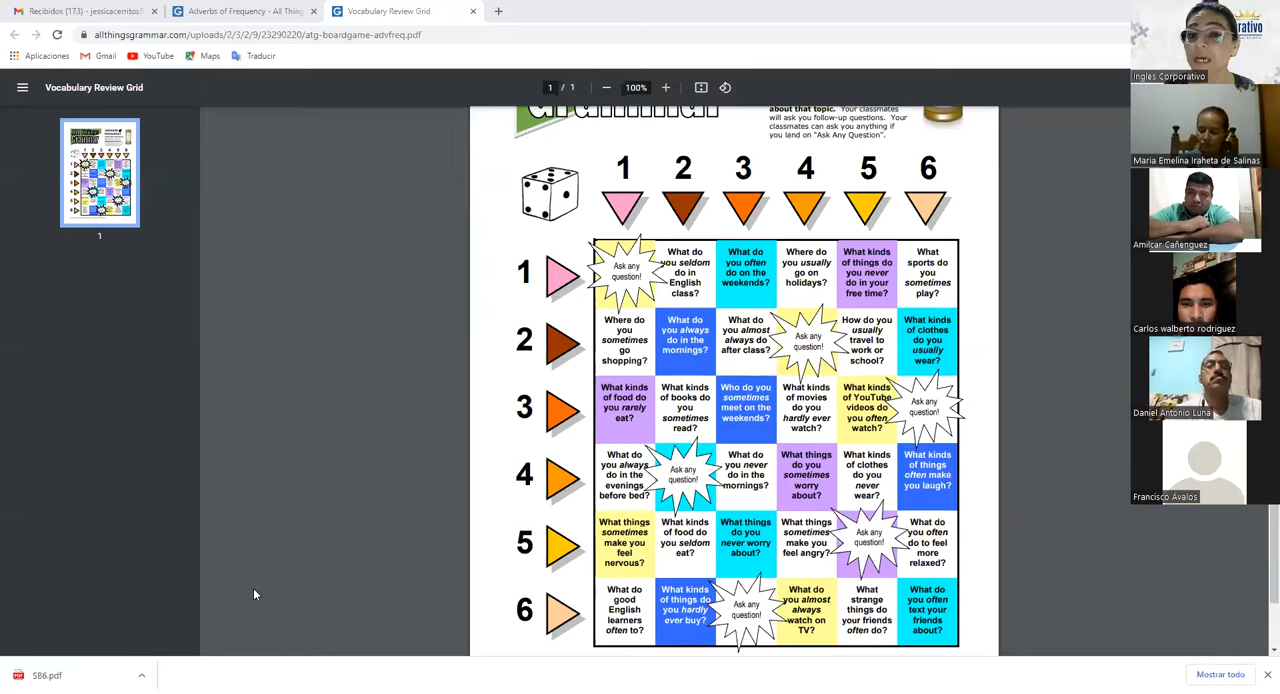 Recibidos (173) - jessicacerritos5
Adverbs of Frequency - All Thing
Vocabulary Review Grid
allthingsgrammar.com/uploads/2/3/2/9/23290220/atg-boardgame-advfreq.pdf
Aplicaciones
Gmail
YouTube
Maps
Traducir
Vocabulary Review Grid
1 / 1
100%
1
Grammar
about that topic. Your classmates
will ask you follow-up questions. Your
classmates can ask you anything if
you land on "Ask Any Question".
1 2 3 4 5 6
1
Ask any
question!
What do
you seldom
do in
English
class?
What do
you often
do on the
weekends?
Where do
you usually
go on
holidays?
What kinds
of things do
you never
do in your
free time?
What
sports do
you
sometimes
play?
2
Where do
you
sometimes
go
shopping?
What do
you always
do in the
mornings?
What do
you almost
always do
after class?
Ask any
question!
How do you
usually
travel to
work or
school?
What kinds
of clothes
do you
usually
wear?
3
What kinds
of food do
you rarely
eat?
What kinds
of books do
you
sometimes
read?
Who do you
sometimes
meet on the
weekends?
What kinds
of movies
do you
hardly ever
watch?
What kinds
of YouTube
videos do
you often
watch?
Ask any
question!
4
What do
you always
do in the
evenings
before bed?
Ask any
question!
What do
you never
do in the
mornings?
What things
do you
sometimes
worry
about?
What kinds
of clothes
do you
never
wear?
What kinds
of things
often make
you laugh?
5
What things
sometimes
make you
feel
nervous?
What kinds
of food do
you seldom
eat?
What things
do you
never worry
about?
What things
sometimes
make you
feel angry?
Ask any
question!
What do
you often
do to feel
more
relaxed?
6
What do
good
English
learners
often to?
What kinds
of things do
you hardly
ever buy?
Ask any
question!
What do
you almost
always
watch on
TV?
What
strange
things do
your friends
often do?
What do
you often
text your
friends
about?
rativo
Ingles Corporativo
Maria Emelina Iraheta de Salinas
Amilcar Cañenguez
Carlos walberto rodriguez
Daniel Antonio Luna
Francisco Ávalos
SB6.pdf
Mostrar todo